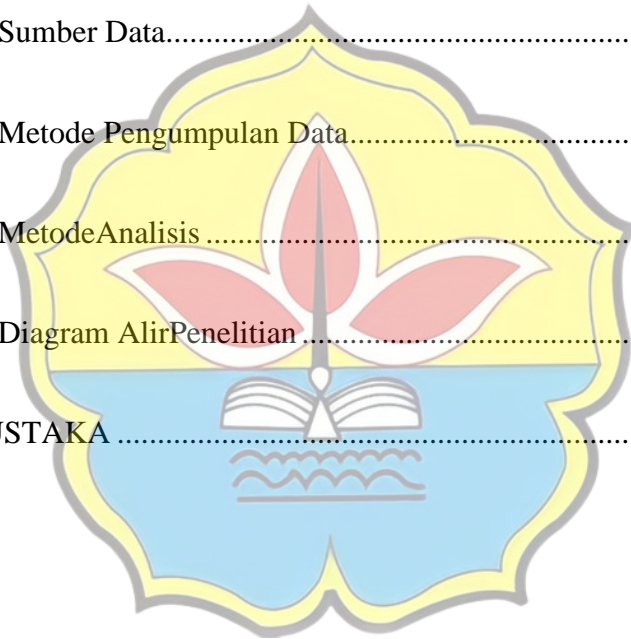 Sumber Data............................................................
Metode Pengumpulan Data.....................................
MetodeAnalisis........................................................
Diagram AlirPenelitian............................................
USTAKA....................................................................